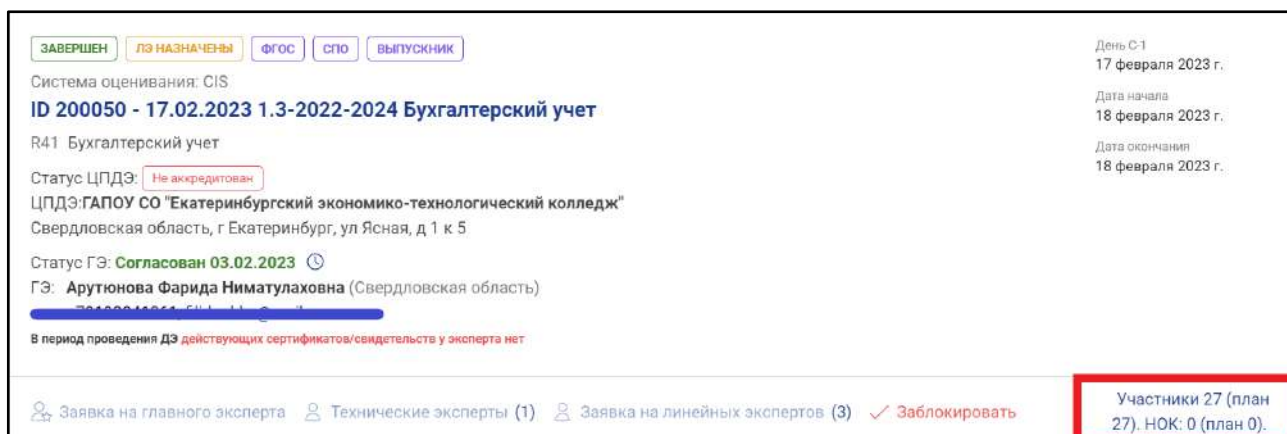 ЗАВЕРШЕН ЛЭ НАЗНАЧЕНЫ ФГОС СПО ВЫПУСКНИК
Система оценивания: CIS
ID 200050 - 17.02.2023 1.3-2022-2024 Бухгалтерский учет
R41 Бухгалтерский учет
Статус ЦПДЭ: Не аккредитован
ЦПДЭ:ГАПОУ СО "Екатеринбургский экономико-технологический колледж"
Свердловская область, г Екатеринбург, ул Ясная, д 1 к 5
Статус ГЭ: Согласован 03.02.2023
ГЭ: Арутюнова Фарида Ниматулаховна (Свердловская область)
В период проведения ДЭ действующих сертификатов/свидетельств у эксперта нет
День С-1
17 февраля 2023 г.
Дата начала
18 февраля 2023 г.
Дата окончания
18 февраля 2023 г.
Заявка на главного эксперта Технические эксперты (1) Заявка на линейных экспертов (3) Заблокировать
Участники 27 (план
27). НОК: 0 (план 0).